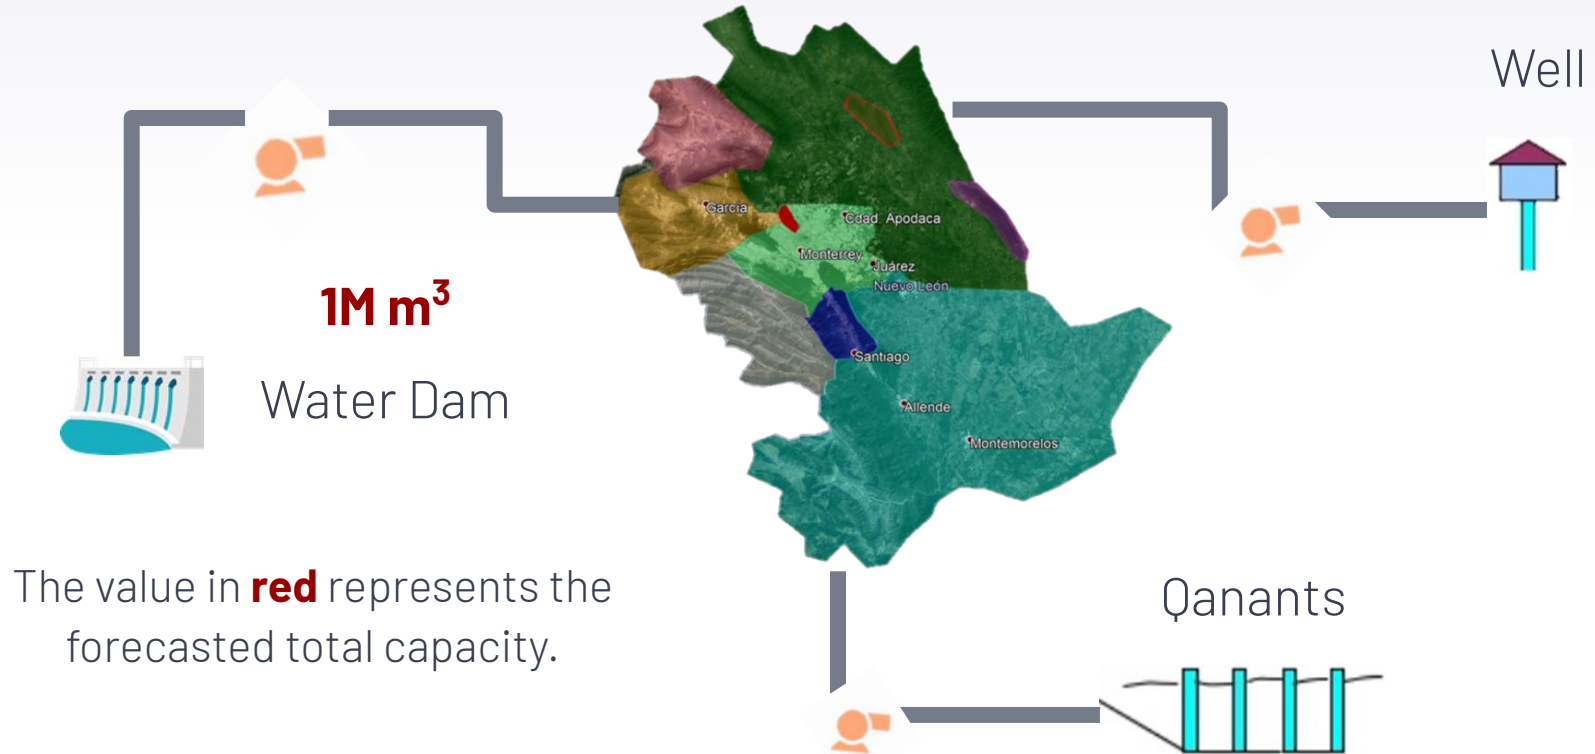 Well
García
Cdad. Apodaca
Monterrey
Juárez
Nuevo León
1M m³
Santiago
Water Dam
Allende
Montemorelos
The value in red represents the
forecasted total capacity.
Qanants